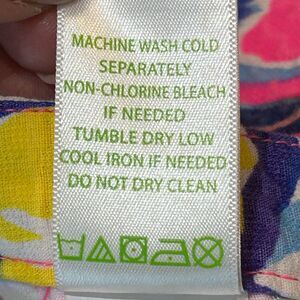 MACHINE WASH COLD
SEPARATELY
NON-CHLORINE BLEACH
IF NEEDED
TUMBLE DRY LOW
COOL IRON IF NEEDED
DO NOT DRY CLEAN